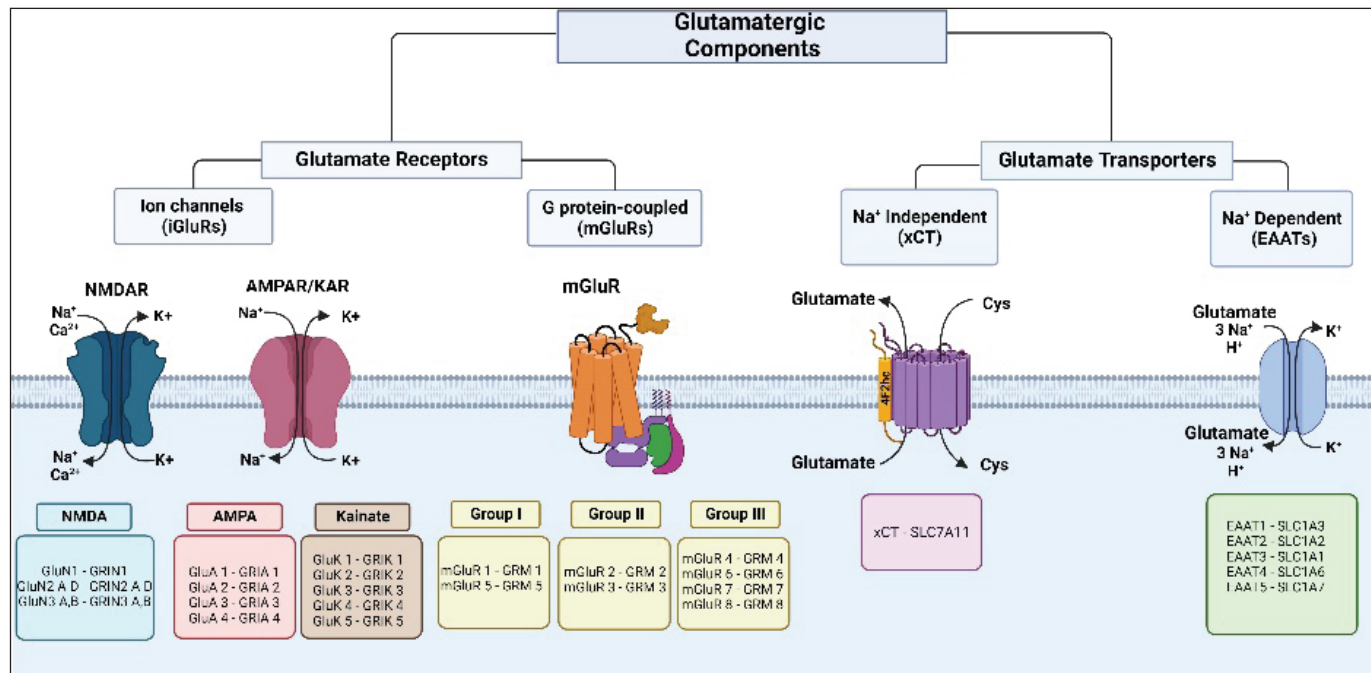 Glutamatergic
Components
Glutamate Receptors
Glutamate Transporters
Ion channels
(iGluRs)
G protein-coupled
(mGluRs)
Na⁺ Independent
(xCT)
Na⁺ Dependent
(EAATs)
NMDAR
Na⁺
Ca²⁺
K+
Na⁺
Ca²⁺
K+
AMPAR/KAR
Na⁺
K+
Na⁺
K+
mGluR
Glutamate
Cys
4F2hc
Glutamate
Cys
Glutamate
3 Na⁺
H⁺
K⁺
Glutamate
3 Na⁺
H⁺
K⁺
NMDA
GluN1 - GRIN1
GluN2 A D GRIN2 A D
GluN3 A,B - GRIN3 A,B
AMPA
GluA 1 - GRIA 1
GluA 2 - GRIA 2
GluA 3 - GRIA 3
GluA 4 - GRIA 4
Kainate
GluK 1 - GRIK 1
GluK 2 - GRIK 2
GluK 3 - GRIK 3
GluK 4 - GRIK 4
GluK 5 - GRIK 5
Group I
mGluR 1 - GRM 1
mGluR 5 - GRM 5
Group II
mGluR 2 - GRM 2
mGluR 3 - GRM 3
Group III
mGluR 4 - GRM 4
mGluR 6 - GRM 6
mGluR 7 - GRM 7
mGluR 8 - GRM 8
xCT - SLC7A11
EAAT1 - SLC1A3
EAAT2 - SLC1A2
EAAT3 - SLC1A1
EAAT4 - SLC1A6
EAAT5 - SLC1A7